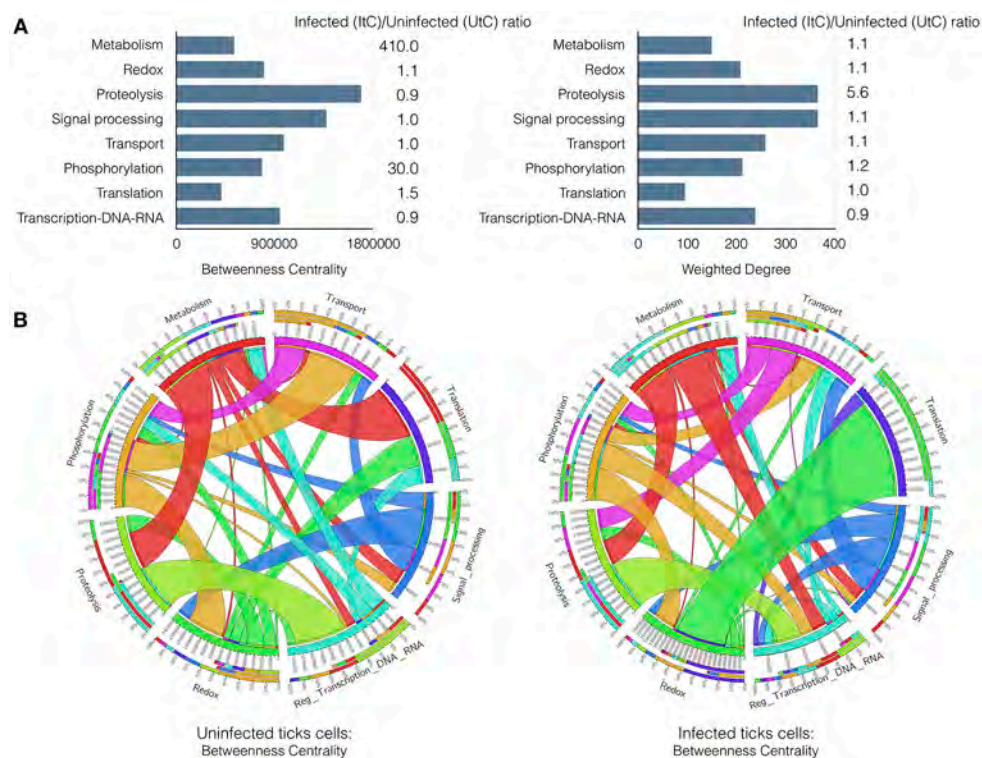 A
Infected (ItC)/Uninfected (UtC) ratio
Metabolism 410.0
Redox 1.1
Proteolysis 0.9
Signal processing 1.0
Transport 1.0
Phosphorylation 30.0
Translation 1.5
Transcription-DNA-RNA 0.9
0 900000 1800000
Betweenness Centrality
Infected (ItC)/Uninfected (UtC) ratio
Metabolism 1.1
Redox 1.1
Proteolysis 5.6
Signal processing 1.1
Transport 1.1
Phosphorylation 1.2
Translation 1.0
Transcription-DNA-RNA 0.9
0 100 200 300 400
Weighted Degree
B
Metabolism
Transport
Translation
Signal_processing
Reg_Transcription_DNA_RNA
Redox
Proteolysis
Phosphorylation
Uninfected ticks cells:
Betweenness Centrality
Metabolism
Transport
Translation
Signal_processing
Reg_Transcription_DNA_RNA
Redox
Proteolysis
Phosphorylation
Infected ticks cells:
Betweenness Centrality